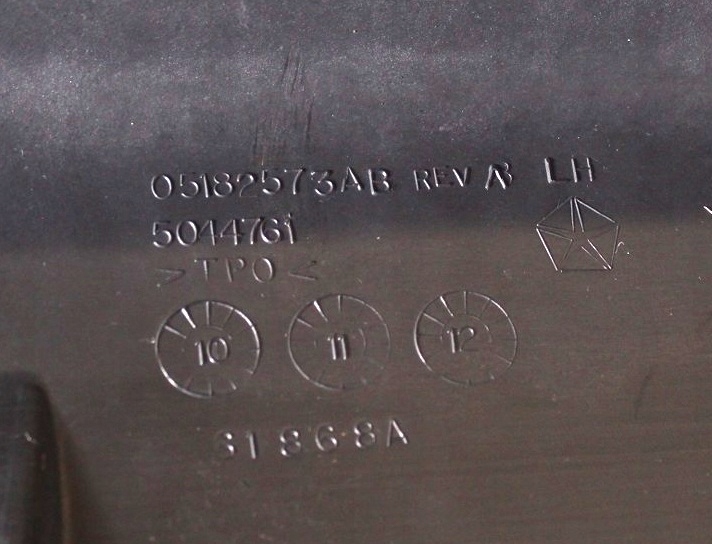 05182573AB REV LH
5044761
>TPO<
10 11 12
31868A